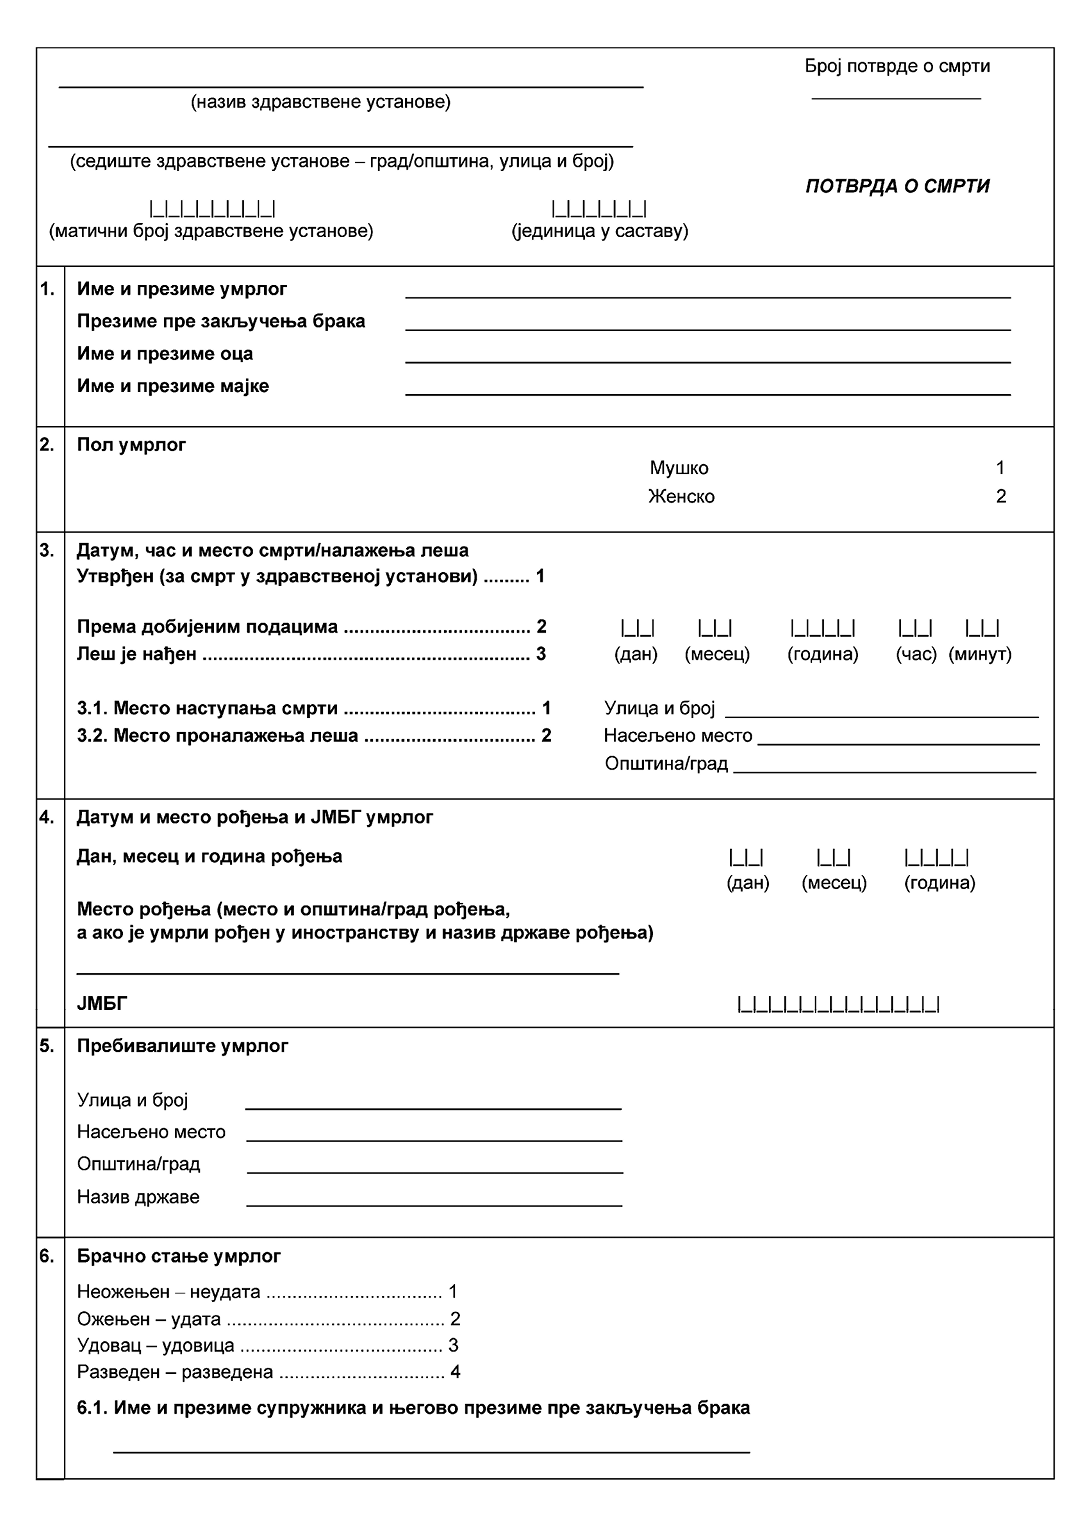 Број потврде о смрти
(назив здравствене установе)
(седиште здравствене установе – град/општина, улица и број)
ПОТВРДА О СМРТИ
|_|_|_|_|_|_|_|_| |_|_|_|_|_|_|
(матични број здравствене установе) (јединица у саставу)
1. Име и презиме умрлог
Презиме пре закључења брака
Име и презиме оца
Име и презиме мајке
2. Пол умрлог
Мушко 1
Женско 2
3. Датум, час и место смрти/налажења леша
Утврђен (за смрт у здравственој установи) ......... 1
Према добијеним подацима .................................... 2 |_|_| |_|_| |_|_|_|_| |_|_| |_|_|
Леш је нађен ............................................................... 3 (дан) (месец) (година) (час) (минут)
3.1. Место наступања смрти ..................................... 1 Улица и број
3.2. Место проналажења леша ................................. 2 Насељено место
Општина/град
4. Датум и место рођења и ЈМБГ умрлог
Дан, месец и година рођења |_|_| |_|_| |_|_|_|_|
(дан) (месец) (година)
Место рођења (место и општина/град рођења,
а ако је умрли рођен у иностранству и назив државе рођења)
ЈМБГ |_|_|_|_|_|_|_|_|_|_|_|_|_|
5. Пребивалиште умрлог
Улица и број
Насељено место
Општина/град
Назив државе
6. Брачно стање умрлог
Неожењен – неудата .................................. 1
Ожењен – удата .......................................... 2
Удовац – удовица ....................................... 3
Разведен – разведена ................................ 4
6.1. Име и презиме супружника и његово презиме пре закључења брака